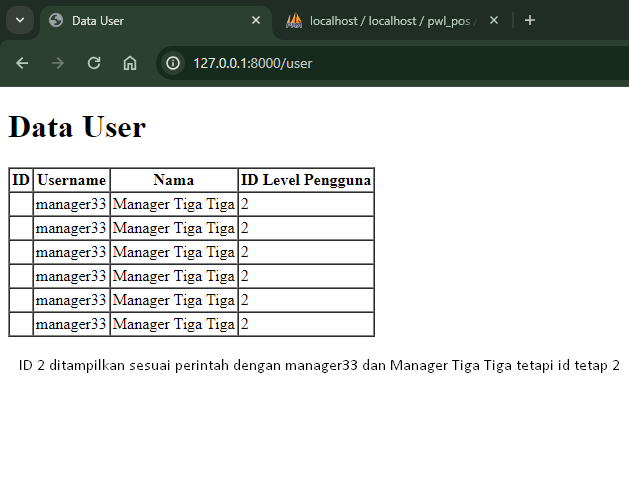 Data User
localhost / localhost / pwl_pos /
127.0.0.1:8000/user
Data User
ID Username Nama ID Level Pengguna
manager33 Manager Tiga Tiga 2
manager33 Manager Tiga Tiga 2
manager33 Manager Tiga Tiga 2
manager33 Manager Tiga Tiga 2
manager33 Manager Tiga Tiga 2
manager33 Manager Tiga Tiga 2
ID 2 ditampilkan sesuai perintah dengan manager33 dan Manager Tiga Tiga tetapi id tetap 2